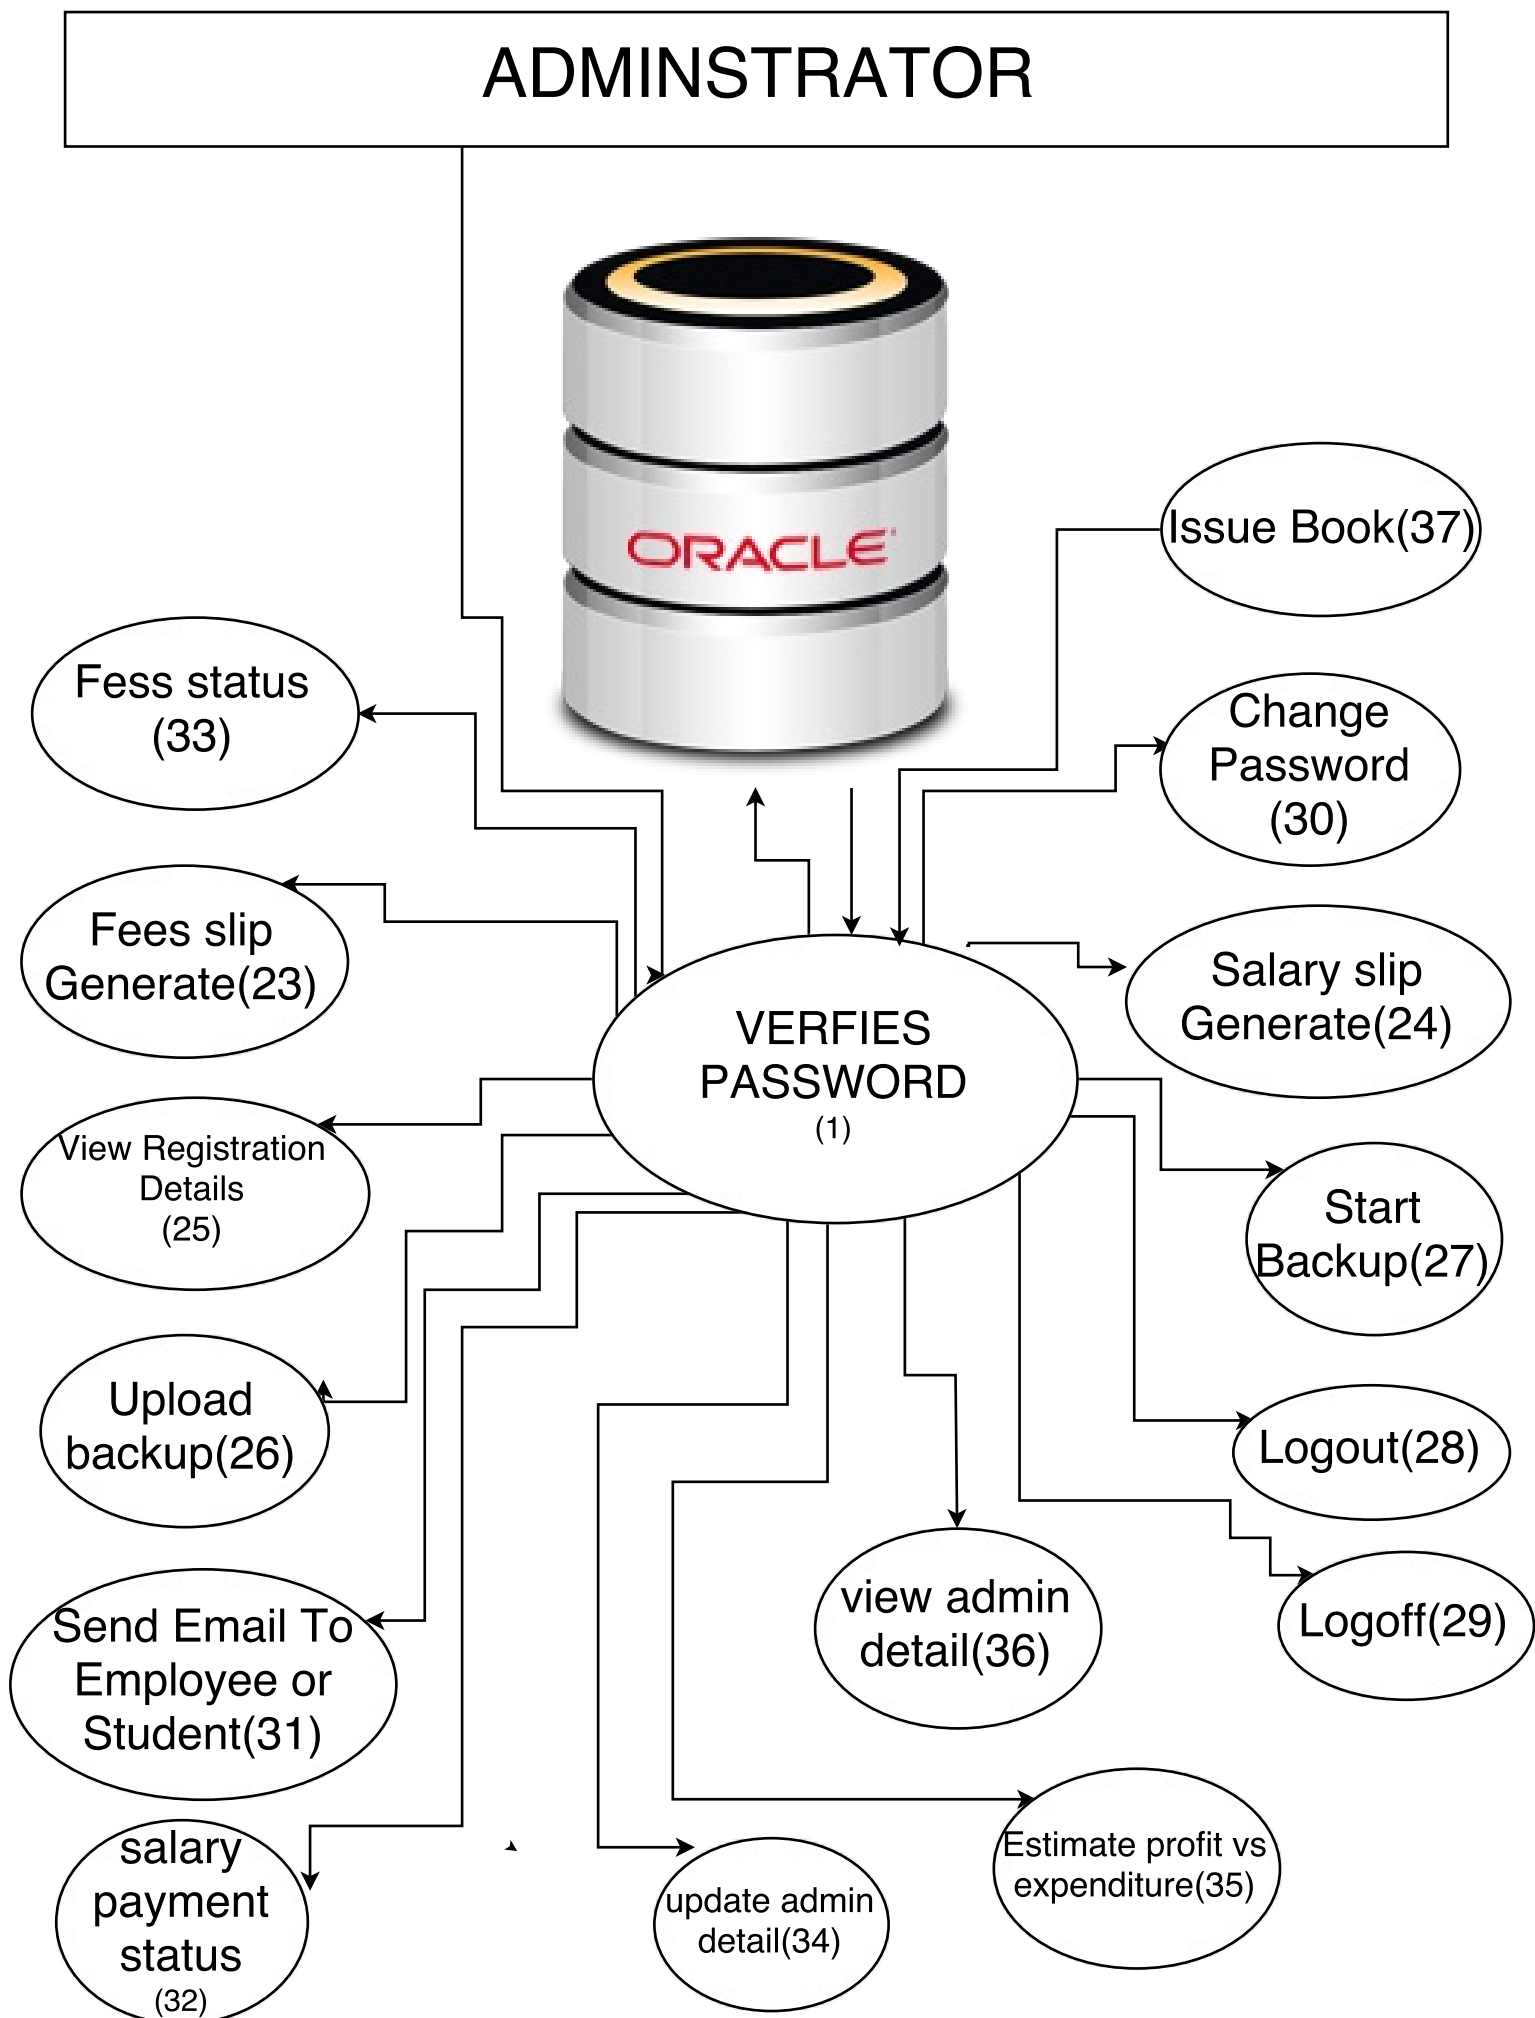 ADMINSTRATOR
ORACLE
Issue Book(37)
Fess status
(33)
Change
Password
(30)
Fees slip
Generate(23)
Salary slip
Generate(24)
VERFIES
PASSWORD
(1)
View Registration
Details
(25)
Start
Backup(27)
Upload
backup(26)
Logout(28)
Send Email To
Employee or
Student(31)
view admin
detail(36)
Logoff(29)
salary
payment
status
(32)
update admin
detail(34)
Estimate profit vs
expenditure(35)